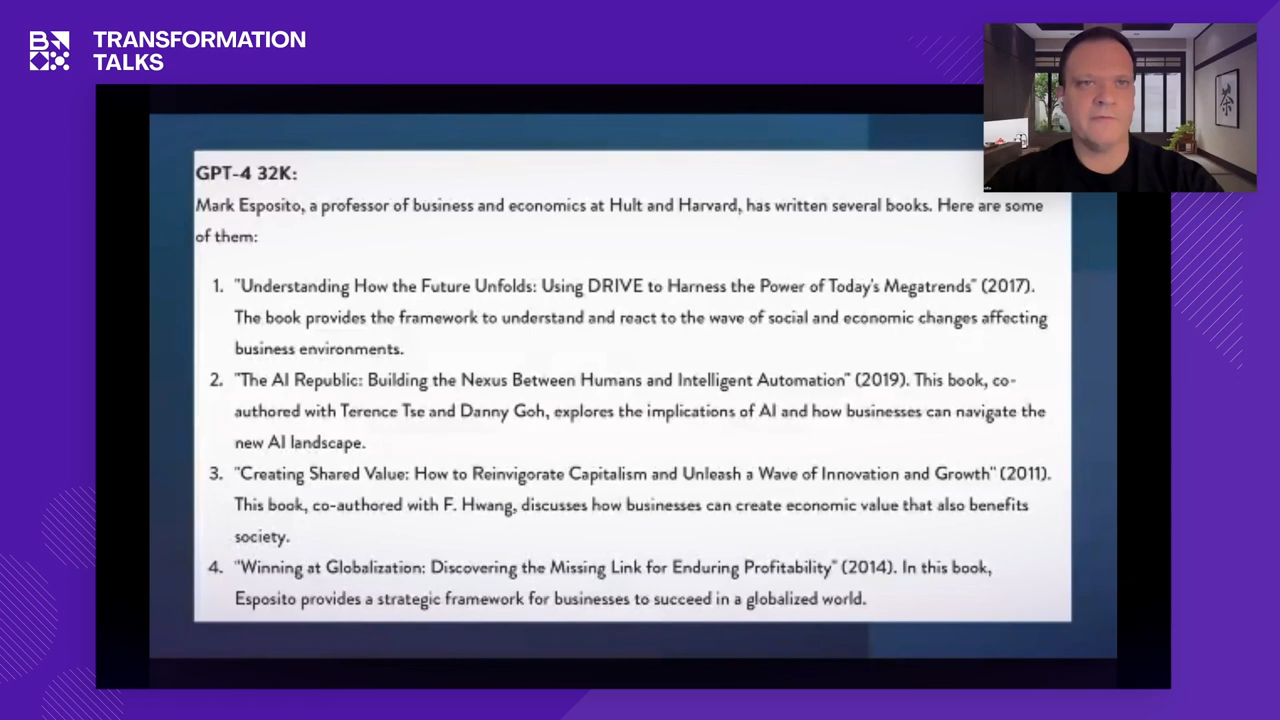 TRANSFORMATION
TALKS
GPT-4 32K:
Mark Esposito, a professor of business and economics at Hult and Harvard, has written several books. Here are some
of them:
1. "Understanding How the Future Unfolds: Using DRIVE to Harness the Power of Today's Megatrends" (2017).
The book provides the framework to understand and react to the wave of social and economic changes affecting
business environments.
2. "The AI Republic: Building the Nexus Between Humans and Intelligent Automation" (2019). This book, co-
authored with Terence Tse and Danny Goh, explores the implications of AI and how businesses can navigate the
new AI landscape.
3. "Creating Shared Value: How to Reinvigorate Capitalism and Unleash a Wave of Innovation and Growth" (2011).
This book, co-authored with F. Hwang, discusses how businesses can create economic value that also benefits
society.
4. "Winning at Globalization: Discovering the Missing Link for Enduring Profitability" (2014). In this book,
Esposito provides a strategic framework for businesses to succeed in a globalized world.
茶